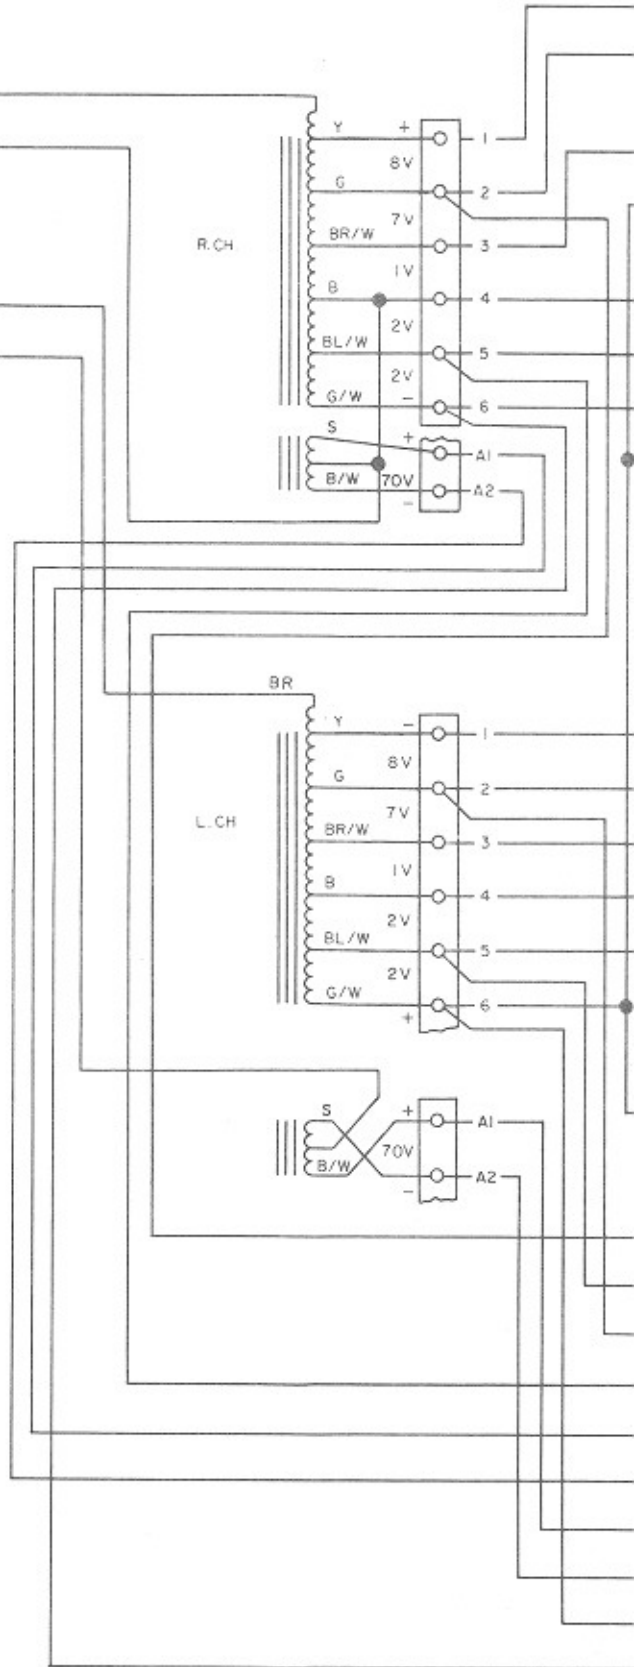 Y + 1
8V
G 2
7V
R.CH BR/W 3
1V
B 4
2V
BL/W 5
2V
G/W - 6
S + A1
B/W 70V A2
-
BR
Y - 1
8V
G 2
7V
L.CH BR/W 3
1V
B 4
2V
BL/W 5
2V
G/W 6
+
S + A1
70V
B/W A2
-